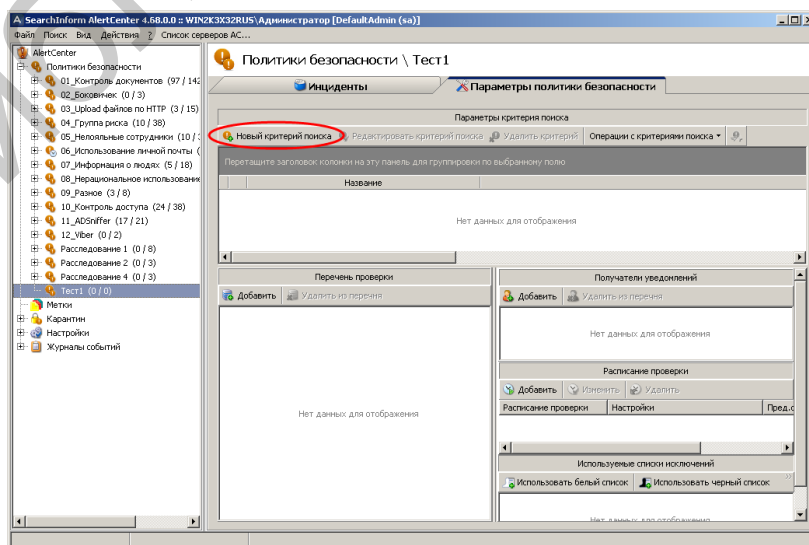 SearchInform AlertCenter 4.68.0.0 :: WIN2K3X32RUS\Администратор [DefaultAdmin (sa)]
Файл Поиск Вид Действия ? Список серверов AC...
AlertCenter
Политики безопасности
01_Контроль документов (97 / 142
02_Боковичек (0 / 3)
03_Upload файлов по HTTP (3 / 15)
04_Группа риска (10 / 38)
05_Нелояльные сотрудники (10 /
06_Использование личной почты (
07_Информация о людях (5 / 18)
08_Нерациональное использование
09_Разное (3 / 8)
10_Контроль доступа (24 / 38)
11_ADSniffer (17 / 21)
12_Viber (0 / 2)
Расследование 1 (0 / 8)
Расследование 2 (0 / 3)
Расследование 4 (0 / 3)
Тест1 (0 / 0)
Метки
Карантин
Настройки
Журналы событий
Политики безопасности \ Тест1
Инциденты
Параметры политики безопасности
Параметры критерия поиска
Новый критерий поиска Редактировать критерий поиска Удалить критерий Операции с критериями поиска
Перетащите заголовок колонки на эту панель для группировки по выбранному полю
Название
Нет данных для отображения
Перечень проверки
Добавить Удалить из перечня
Нет данных для отображения
Получатели уведомлений
Добавить Удалить из перечня
Нет данных для отображения
Расписание проверки
Добавить Изменить Удалить
Расписание проверки Настройки Пред.с
Используемые списки исключений
Использовать белый список Использовать черный список
Нет данных для отображения